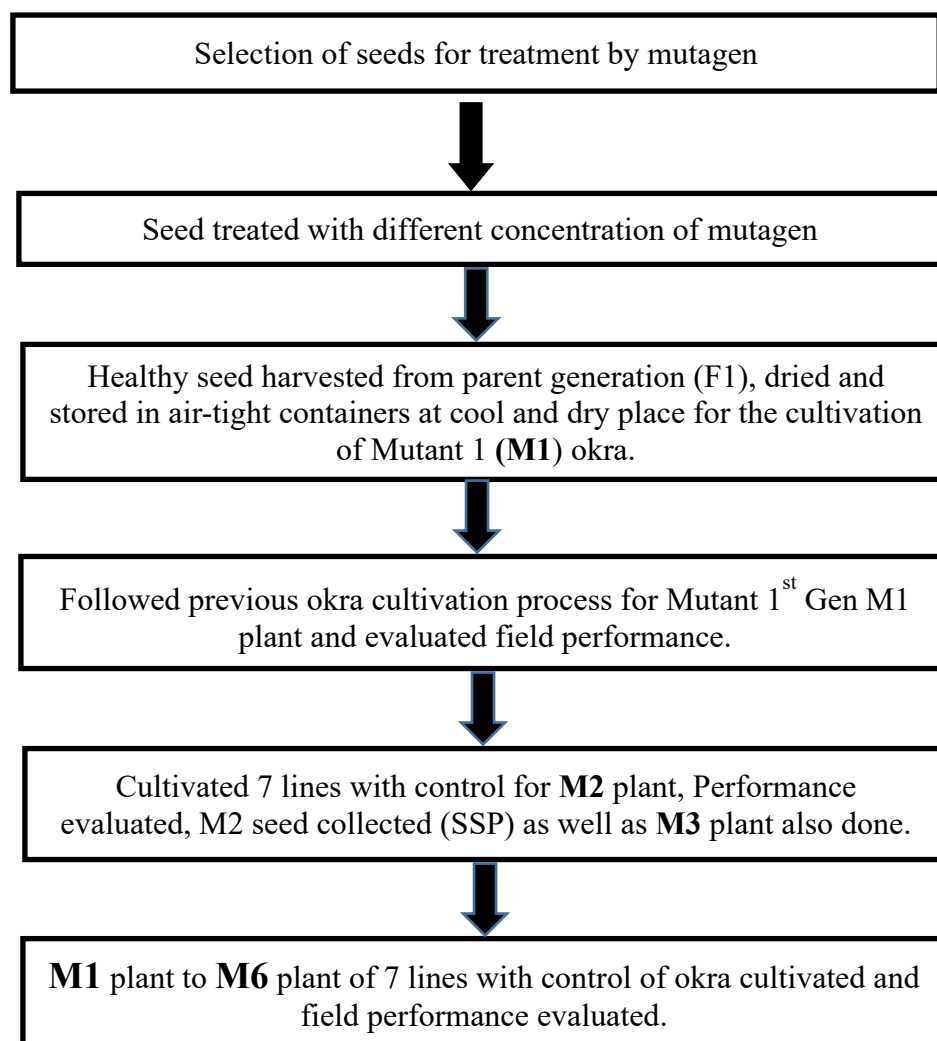 Selection of seeds for treatment by mutagen
Seed treated with different concentration of mutagen
Healthy seed harvested from parent generation (F1), dried and
stored in air-tight containers at cool and dry place for the cultivation
of Mutant 1 (M1) okra.
Followed previous okra cultivation process for Mutant 1st Gen M1
plant and evaluated field performance.
Cultivated 7 lines with control for M2 plant, Performance
evaluated, M2 seed collected (SSP) as well as M3 plant also done.
M1 plant to M6 plant of 7 lines with control of okra cultivated and
field performance evaluated.